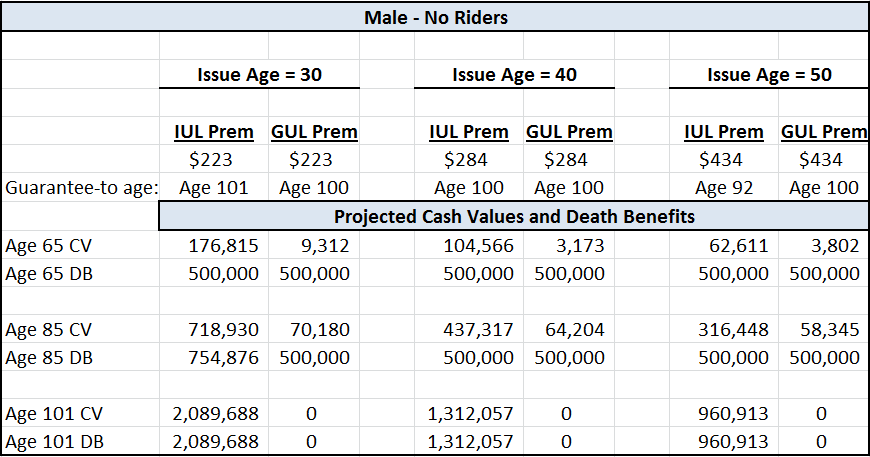 Male - No Riders
Issue Age = 30 Issue Age = 40 Issue Age = 50
IUL Prem GUL Prem IUL Prem GUL Prem IUL Prem GUL Prem
$223 $223 $284 $284 $434 $434
Guarantee-to age: Age 101 Age 100 Age 100 Age 100 Age 92 Age 100
Projected Cash Values and Death Benefits
Age 65 CV 176,815 9,312 104,566 3,173 62,611 3,802
Age 65 DB 500,000 500,000 500,000 500,000 500,000 500,000
Age 85 CV 718,930 70,180 437,317 64,204 316,448 58,345
Age 85 DB 754,876 500,000 500,000 500,000 500,000 500,000
Age 101 CV 2,089,688 0 1,312,057 0 960,913 0
Age 101 DB 2,089,688 0 1,312,057 0 960,913 0